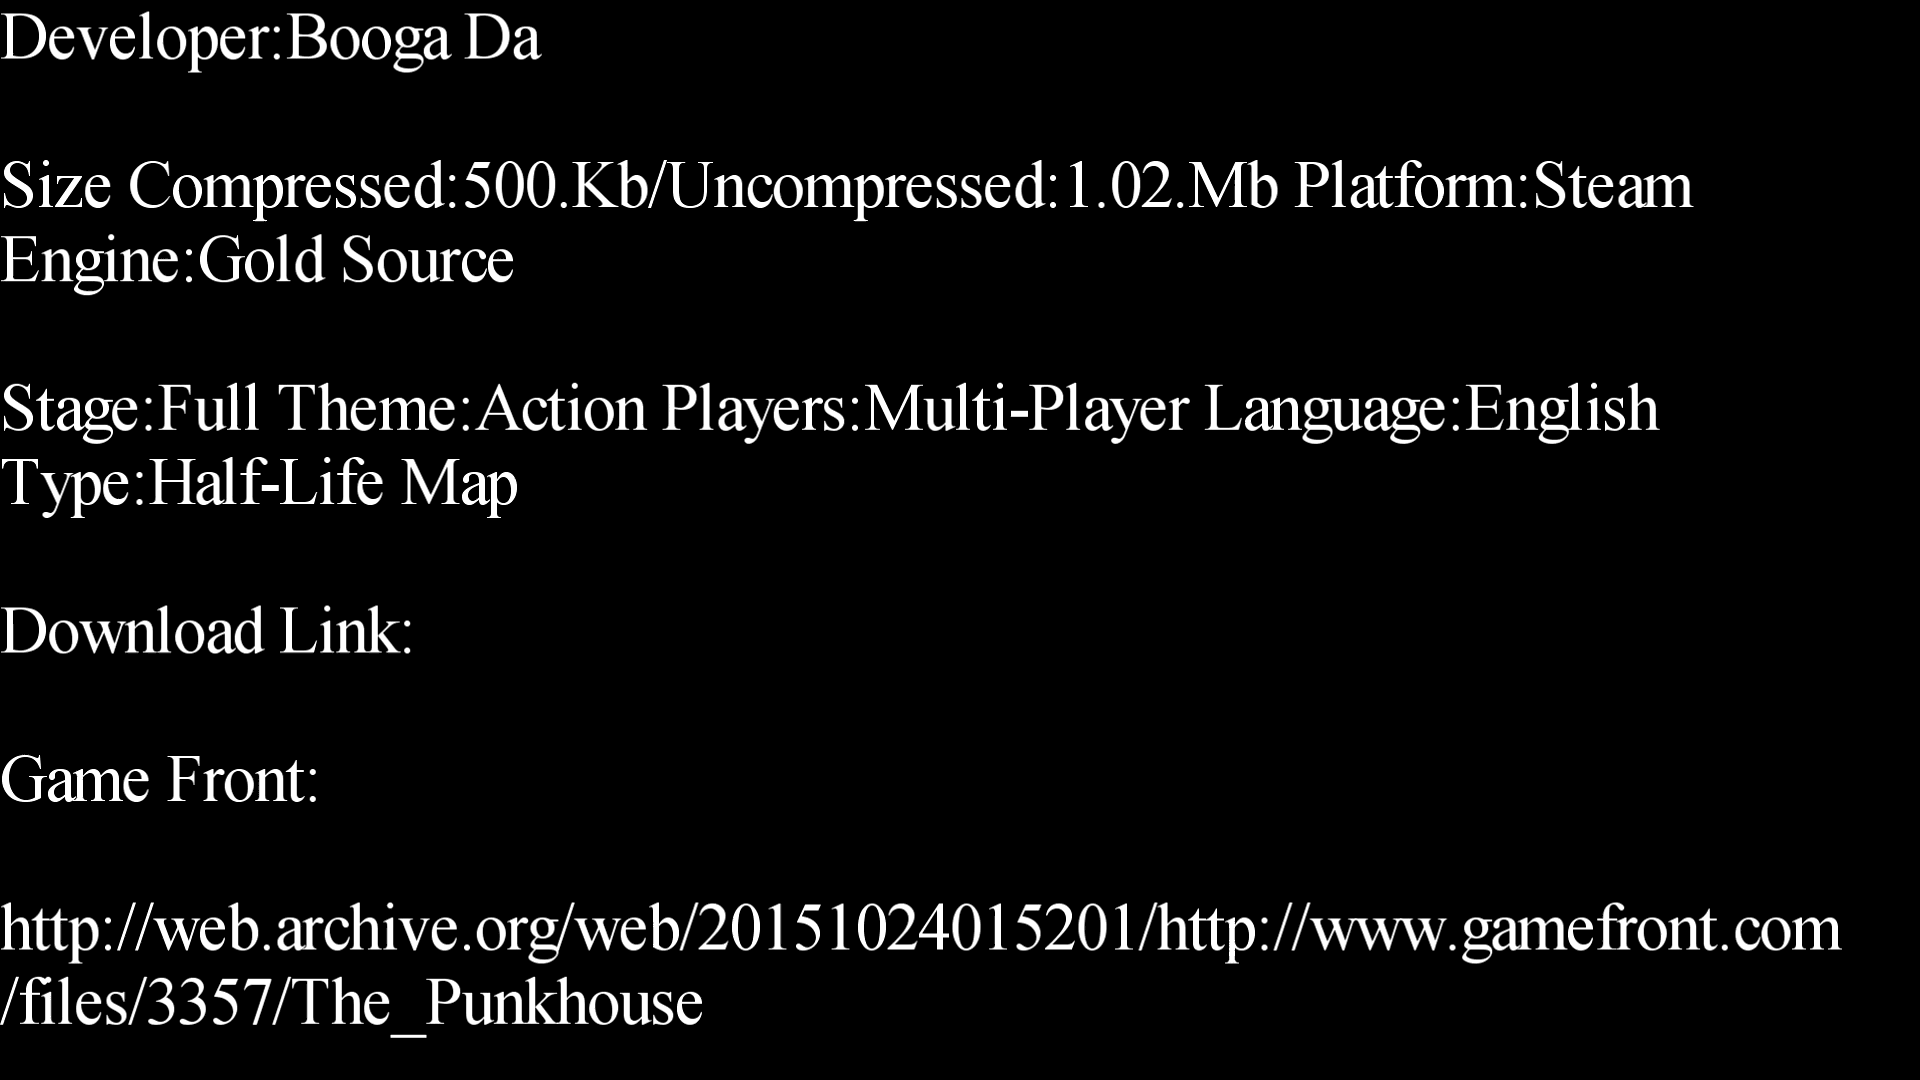 Developer:Booga Da
Size Compressed:500.Kb/Uncompressed:1.02.Mb Platform:Steam
Engine:Gold Source
Stage:Full Theme:Action Players:Multi-Player Language:English
Type:Half-Life Map
Download Link:
Game Front:
http://web.archive.org/web/20151024015201/http://www.gamefront.com
/files/3357/The_Punkhouse